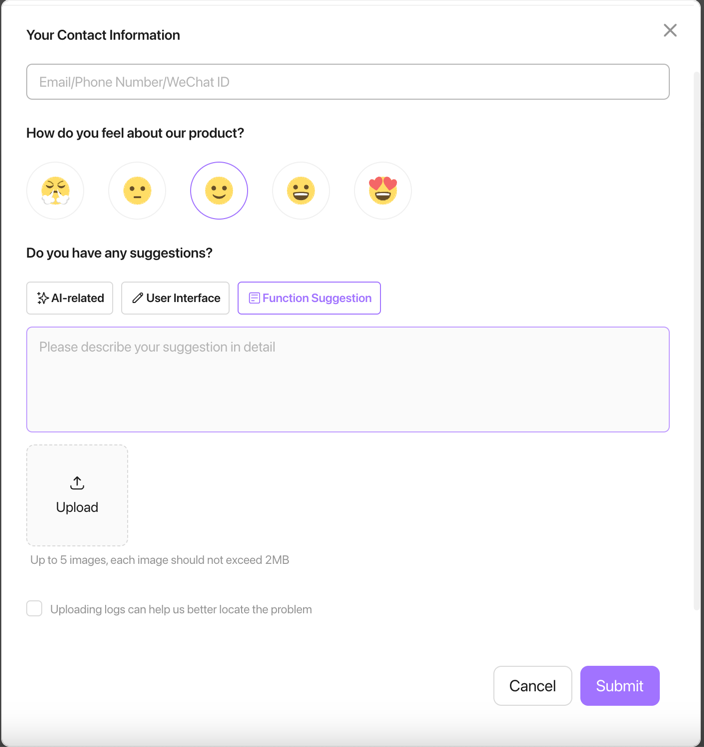 Your Contact Information
Email/Phone Number/WeChat ID
How do you feel about our product?
Do you have any suggestions?
AI-related
User Interface
Function Suggestion
Please describe your suggestion in detail
Upload
Up to 5 images, each image should not exceed 2MB
Uploading logs can help us better locate the problem
Cancel
Submit